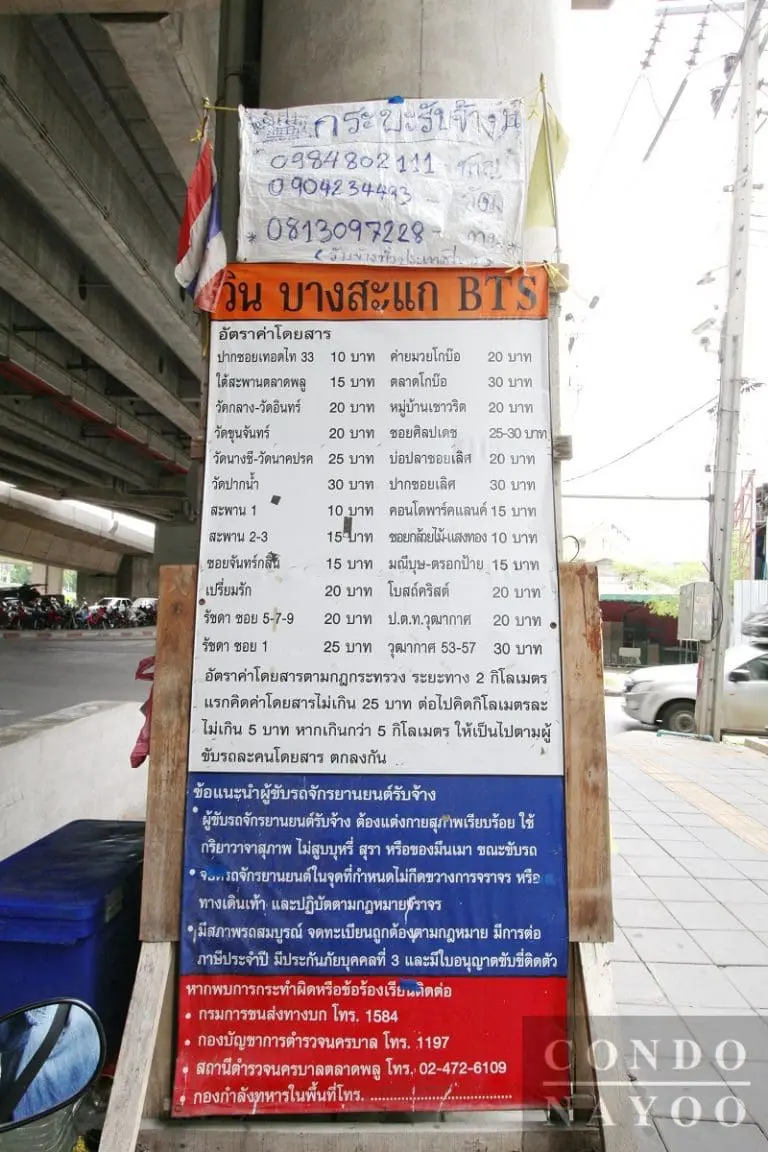 กระบะรับจ้าง
0984802111
0904234493
* 0813097228 -
วิน บางสะแก BTS
อัตราค่าโดยสาร
ปากซอยเทอดไท 33 10 บาท ค่ายมวยโกบ๊อ 20 บาท
ใต้สะพานตลาดพลู 15 บาท ตลาดโกบ๊อ 30 บาท
วัดกลาง-วัดอินทร์ 20 บาท หมู่บ้านเชาวริต 20 บาท
วัดขุนจันทร์ 20 บาท ซอยศิลปเดช 25-30 บาท
วัดนางชี-วัดนาคปรค 25 บาท บ่อปลาซอยเลิศ 20 บาท
วัดปากน้ำ 30 บาท ปากซอยเลิศ 30 บาท
สะพาน 1 10 บาท คอนโดพาร์คแลนค์ 15 บาท
สะพาน 2-3 15 บาท ซอยกล้วยไม้-แสงทอง 10 บาท
ซอยจันทร์กลิ่น 15 บาท มณีบุษ-ตรอกป้าย 15 บาท
เปรี่ยมรัก 20 บาท โบสถ์คริสต์ 20 บาท
รัชดา ซอย 5-7-9 20 บาท ป.ต.ท.วุฒากาศ 20 บาท
รัชดา ซอย 1 25 บาท วุฒากาศ 53-57 30 บาท
อัตราค่าโดยสารตามกฎกระทรวง ระยะทาง 2 กิโลเมตร
แรกคิดค่าโดยสารไม่เกิน 25 บาท ต่อไปคิดกิโลเมตรละ
ไม่เกิน 5 บาท หากเกินกว่า 5 กิโลเมตร ให้เป็นไปตามผู้
ขับรถละคนโดยสาร ตกลงกัน
ข้อแนะนำผู้ขับรถจักรยานยนต์รับจ้าง
• ผู้ขับรถจักรยานยนต์รับจ้าง ต้องแต่งกายสุภาพเรียบร้อย ใช้
กริยาวาจาสุภาพ ไม่สูบบุหรี่ สุรา หรือของมึนเมา ขณะขับรถ
• จอดรถจักรยานยนต์ในจุดที่กำหนดไม่กีดขวางการจราจร หรือ
ทางเดินเท้า และปฏิบัตตามกฎหมายจราจร
• มีสภาพรถสมบูรณ์ จดทะเบียนถูกต้องตามกฎหมาย มีการต่อ
ภาษีประจำปี มีประกันภัยบุคคลที่ 3 และมีใบอนุญาตขับขี่ติดตัว
หากพบการกระทำผิดหรือข้อร้องเรียนติดต่อ
• กรมการขนส่งทางบก โทร. 1584
• กองบัญชาการตำรวจนครบาล โทร. 1197
• สถานีตำรวจนครบาลตลาดพลู โทร. 02-472-6109
• กองกำลังทหารในพื้นที่โทร. ....................................
CONDO
NAYOO